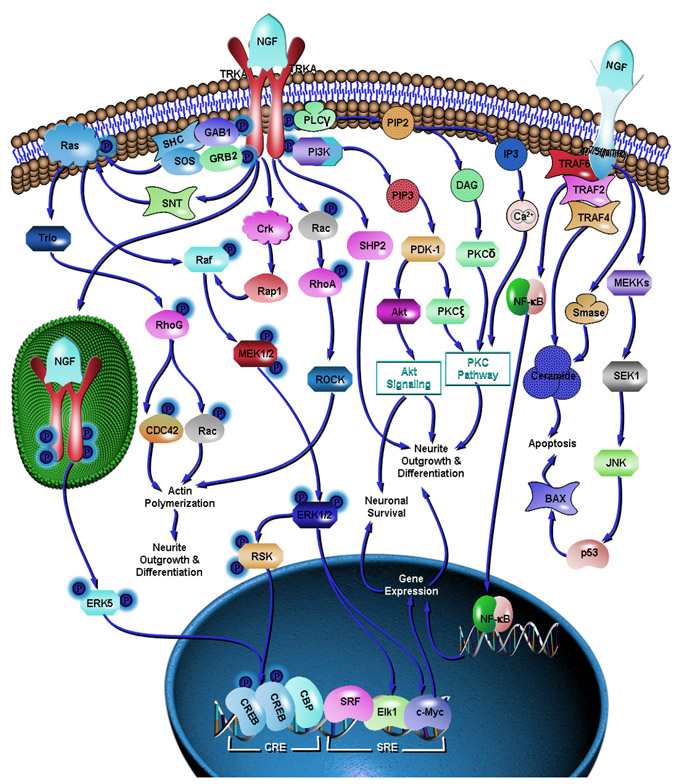 NGF
TRKA
TRKA
NGF
PLCγ
PIP2
P
GAB1
P
SHC
Ras
P
IP3
P
PI3K
SOS
GRB2
P
TRAF6
TRAF2
DAG
PIP3
SNT
P
Ca2+
TRAF4
Crk
Rac
Trio
SHP2
PDK-1
PKCδ
P
P
Raf
RhoA
MEKKs
Rap1
NF-κB
P
Akt
PKCξ
Smase
RhoG
P
NGF
MEK1/2
P
Akt
Signaling
PKC
Pathway
Ceramide
SEK1
ROCK
P
P
P
P
P
P
CDC42
Rac
Apoptosis
Neurite
Outgrowth &
Differentiation
JNK
Actin
Polymerization
P
P
ERK1/2
Neuronal
Survival
BAX
P
RSK
P
p53
Neurite
Outgrowth &
Differentiation
Gene
Expression
P
P
ERK5
NF-κB
P
P
CREB
CREB
CBP
SRF
Elk1
c-Myc
CRE
SRE